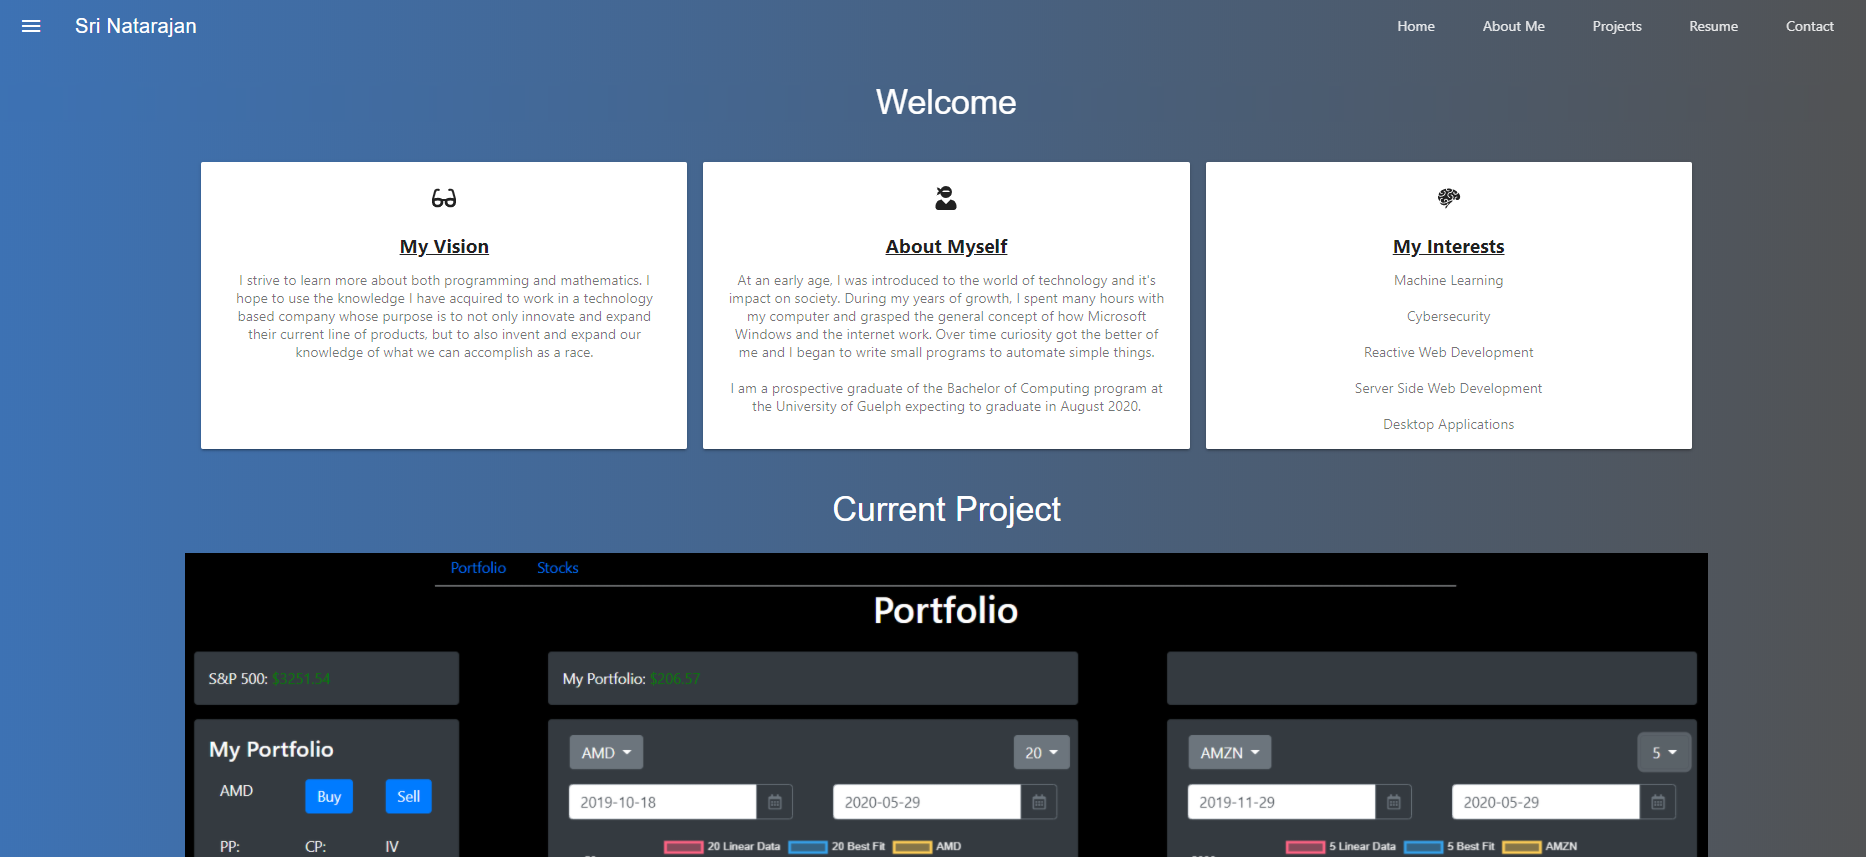 Sri Natarajan
Home About Me Projects Resume Contact
Welcome
My Vision
I strive to learn more about both programming and mathematics. I
hope to use the knowledge I have acquired to work in a technology
based company whose purpose is to not only innovate and expand
their current line of products, but to also invent and expand our
knowledge of what we can accomplish as a race.
About Myself
At an early age, I was introduced to the world of technology and it's
impact on society. During my years of growth, I spent many hours with
my computer and grasped the general concept of how Microsoft
Windows and the internet work. Over time curiosity got the better of
me and I began to write small programs to automate simple things.
I am a prospective graduate of the Bachelor of Computing program at
the University of Guelph expecting to graduate in August 2020.
My Interests
Machine Learning
Cybersecurity
Reactive Web Development
Server Side Web Development
Desktop Applications
Current Project
Portfolio Stocks
Portfolio
S&P 500: $3251.54
My Portfolio: $206.57
My Portfolio
AMD Buy Sell
PP: CP: IV
AMD 20
2019-10-18 2020-05-29
20 Linear Data 20 Best Fit AMD
AMZN 5
2019-11-29 2020-05-29
5 Linear Data 5 Best Fit AMZN